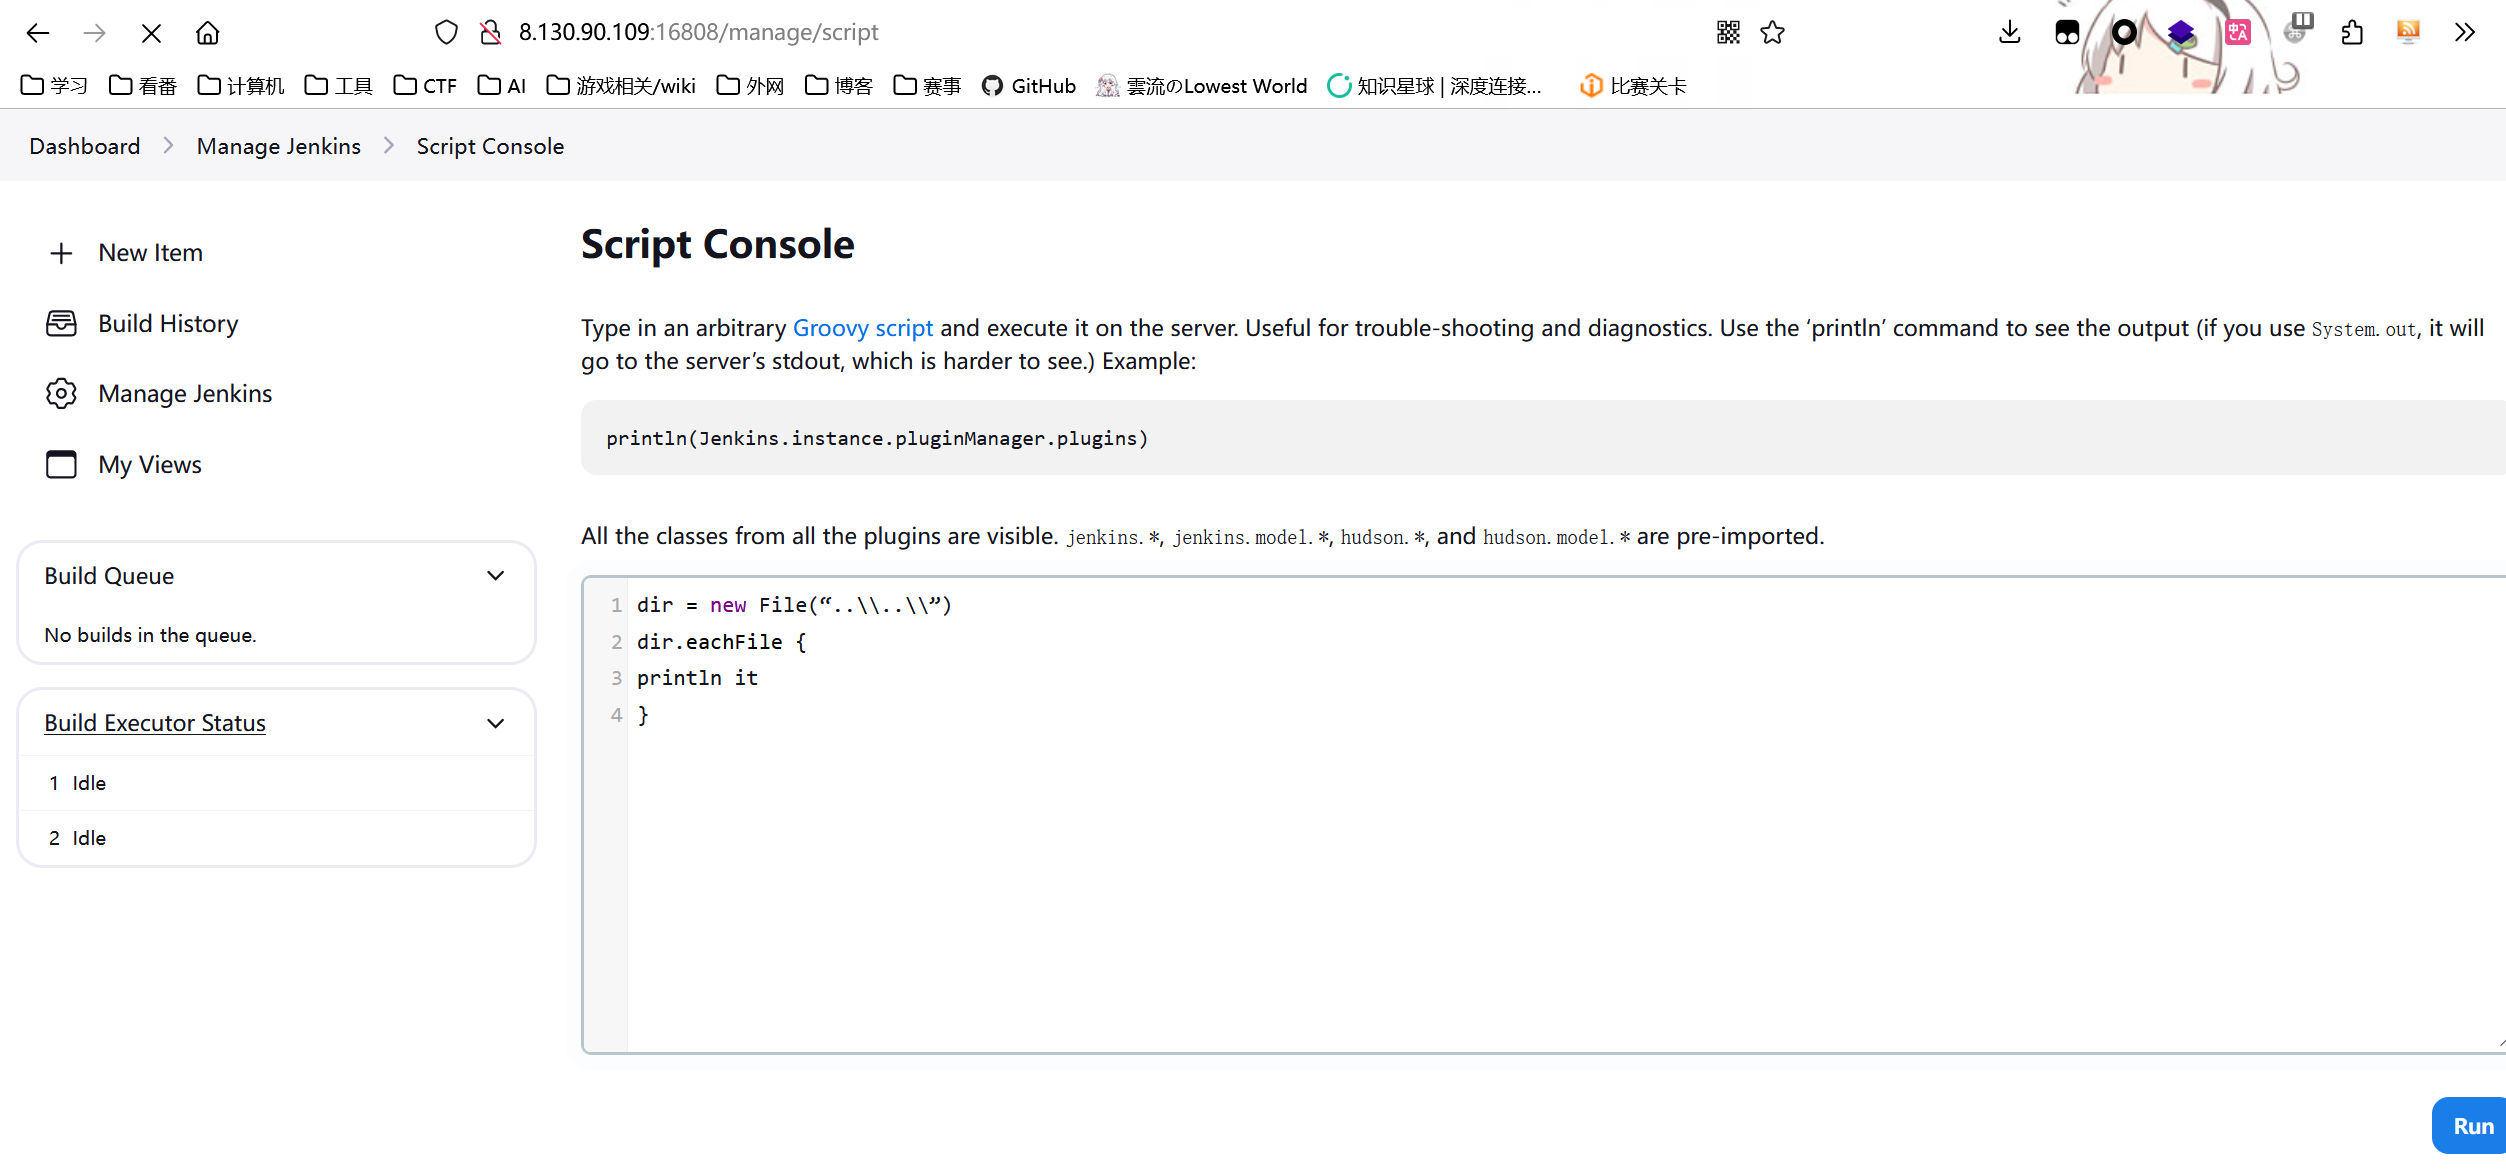 8.130.90.109:16808/manage/script
学习 看番 计算机 工具 CTF AI 游戏相关/wiki 外网 博客 赛事 GitHub 雲流のLowest World 知识星球 | 深度连接... 比赛关卡
Dashboard Manage Jenkins Script Console
New Item
Build History
Manage Jenkins
My Views
Build Queue
No builds in the queue.
Build Executor Status
1 Idle
2 Idle
Script Console
Type in an arbitrary Groovy script and execute it on the server. Useful for trouble-shooting and diagnostics. Use the ‘println’ command to see the output (if you use System.out, it will
go to the server’s stdout, which is harder to see.) Example:
println(Jenkins.instance.pluginManager.plugins)
All the classes from all the plugins are visible. jenkins.*, jenkins.model.*, hudson.*, and hudson.model.* are pre-imported.
1 dir = new File(“..\\..\\”)
2 dir.eachFile {
3 println it
4 }
Run